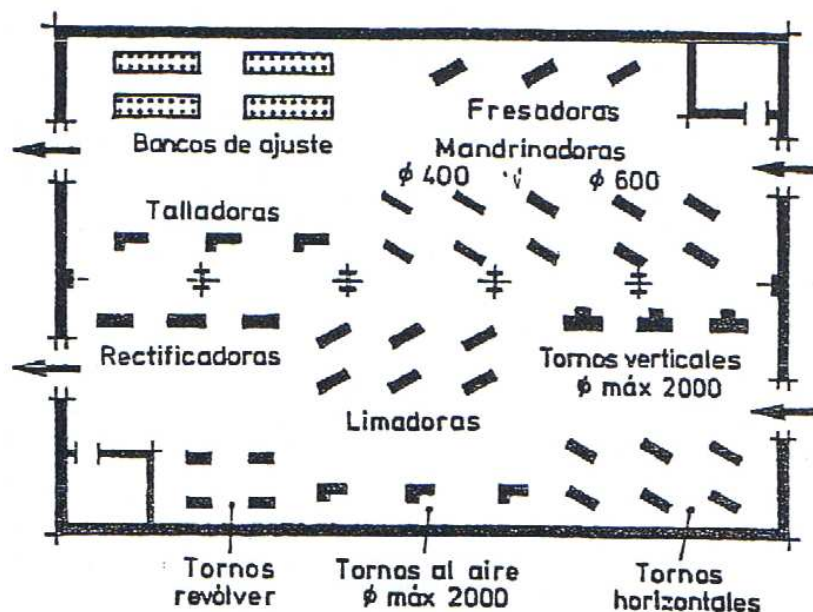 Fresadoras
Bancos de ajuste
Mandrinadoras
ϕ 400 ϕ 600
Talladoras
Rectificadoras
Tornos verticales
ϕ máx 2000
Limadoras
Tornos
revólver
Tornos al aire
ϕ máx 2000
Tornos
horizontales